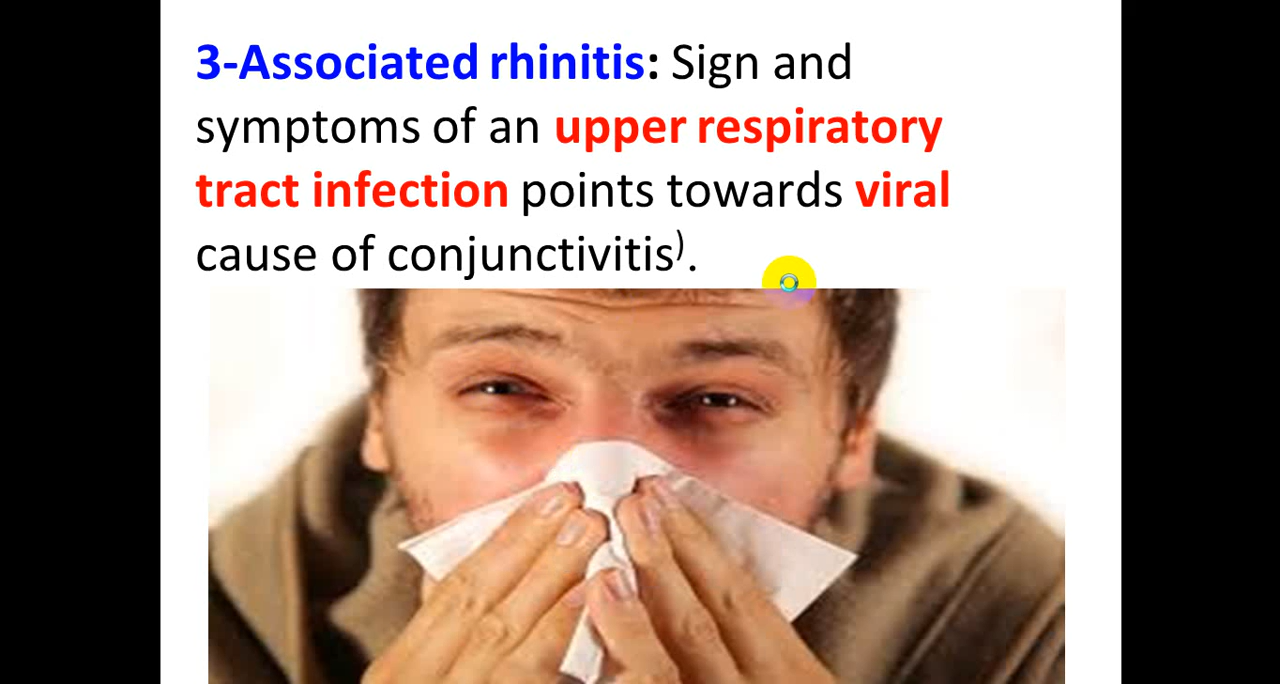 3-Associated rhinitis: Sign and
symptoms of an upper respiratory
tract infection points towards viral
cause of conjunctivitis).